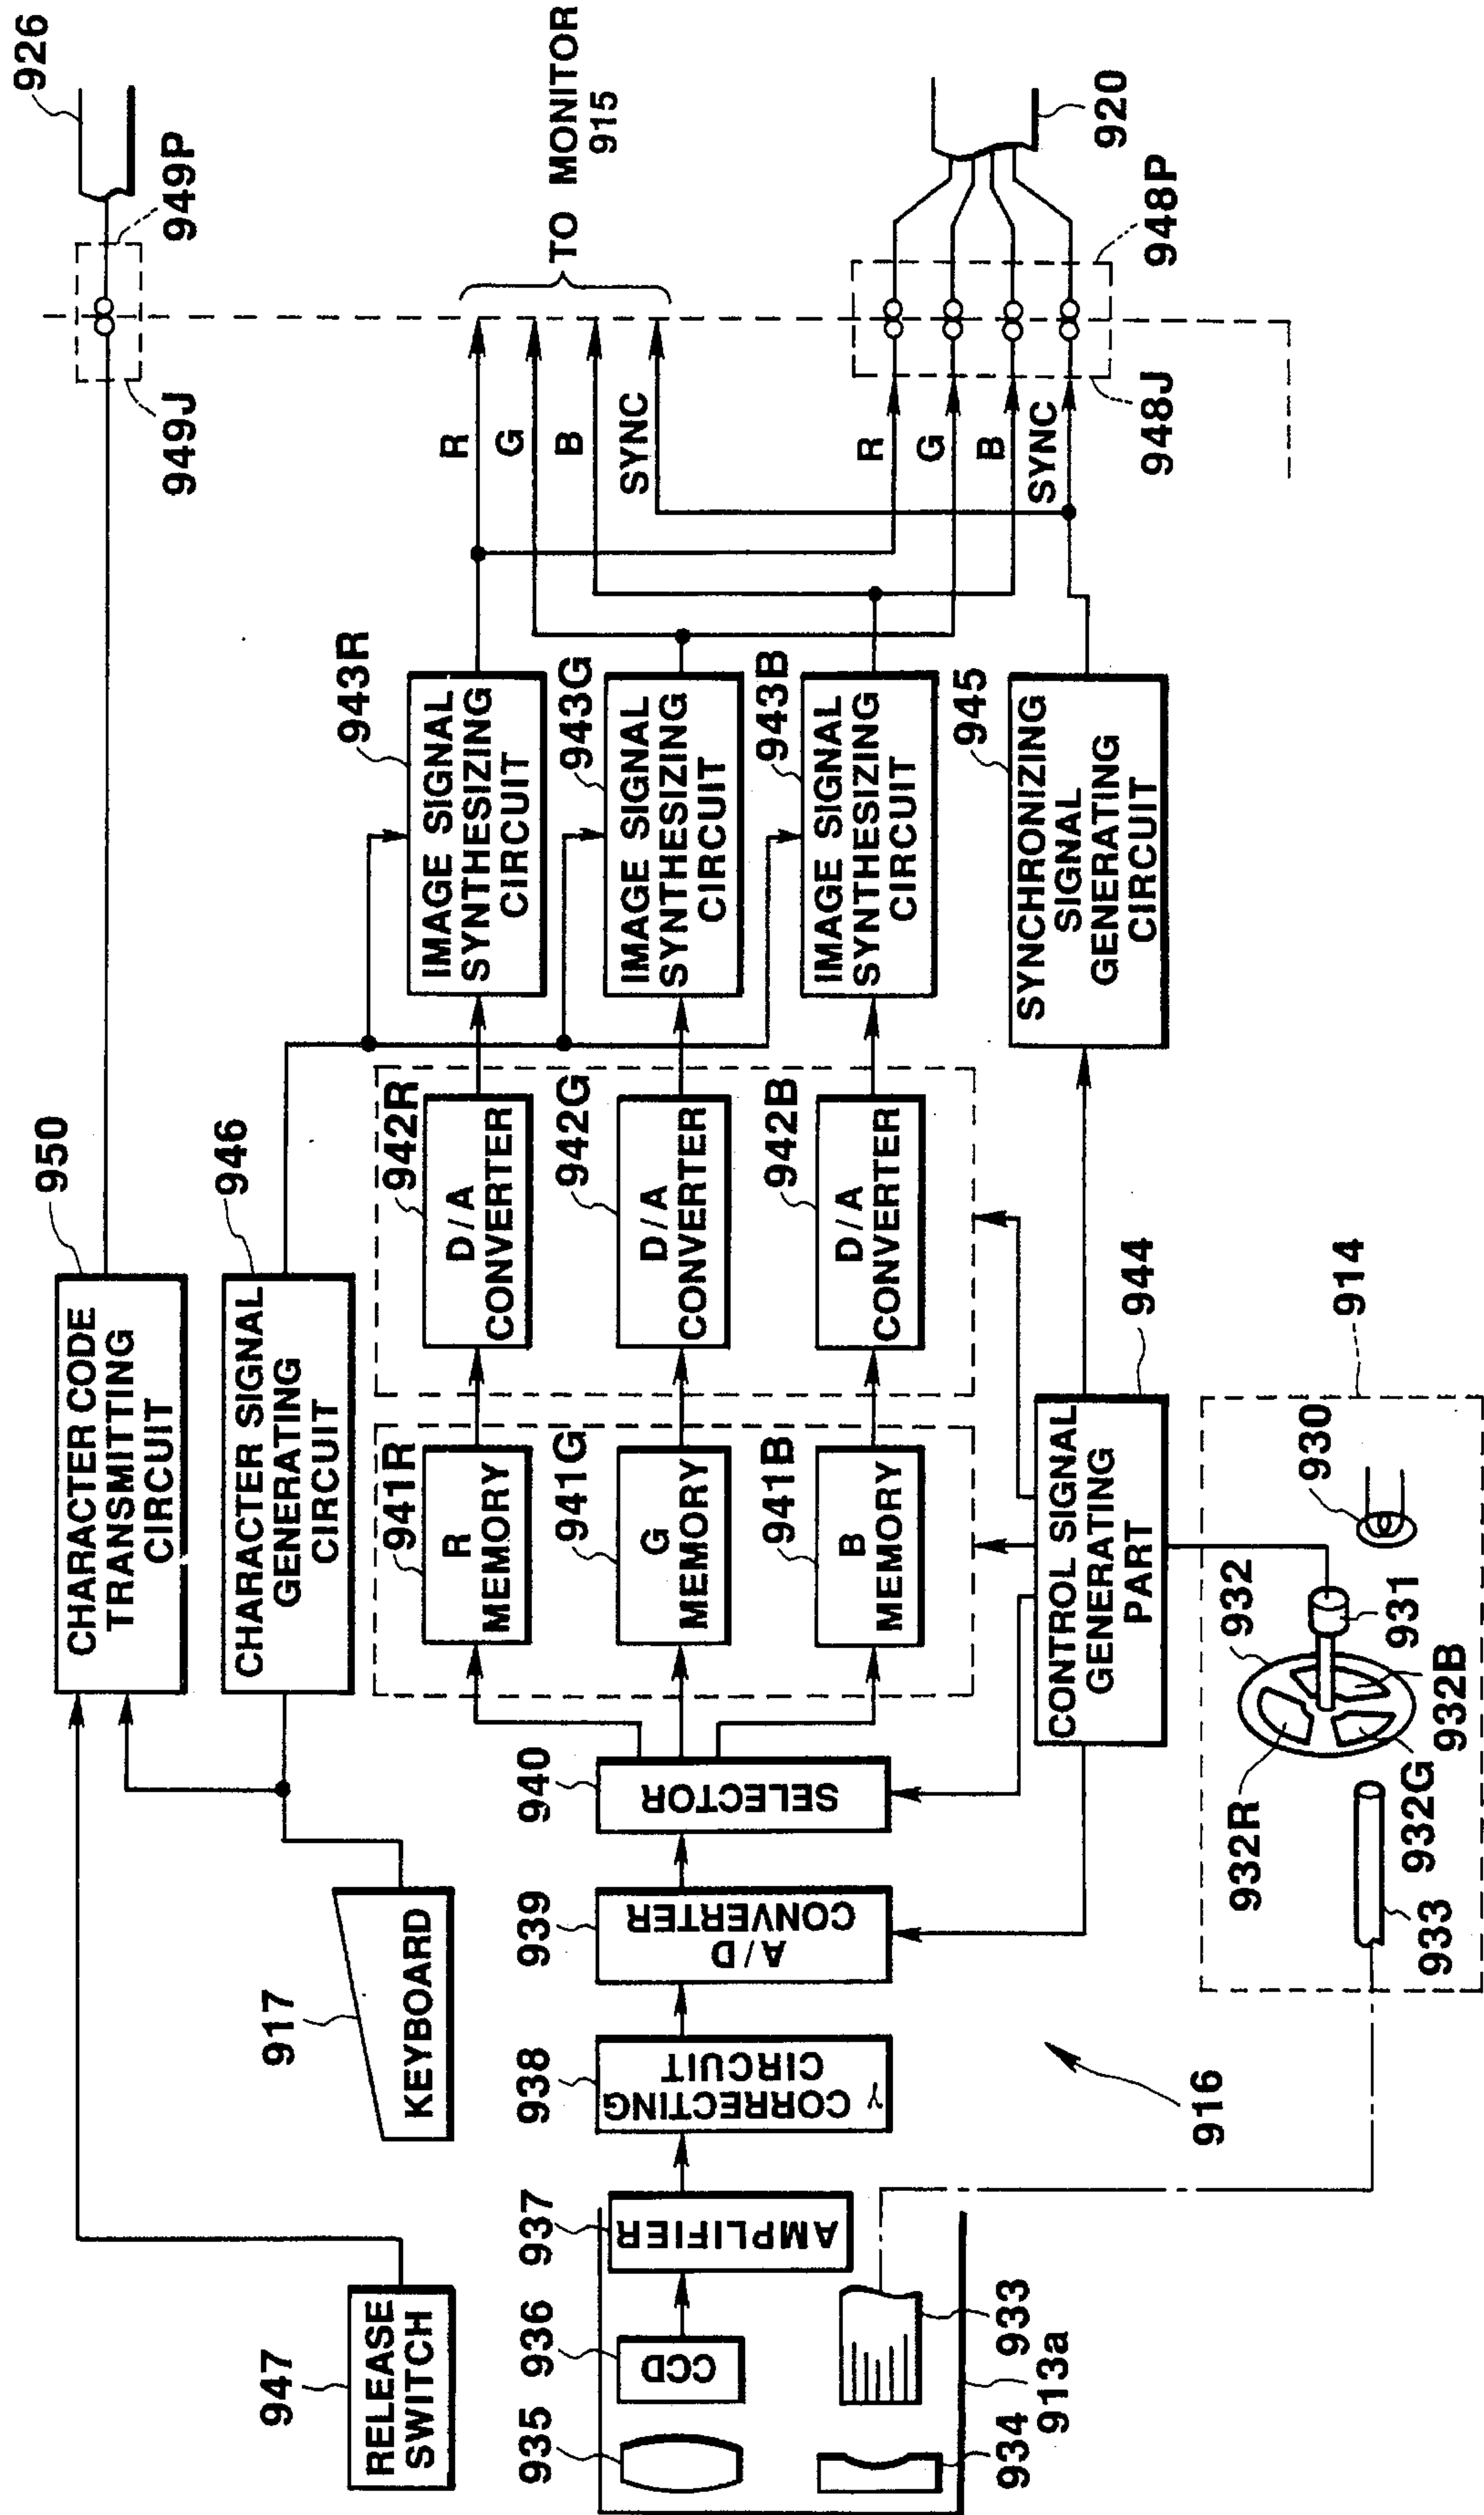 926
949P
949J
TO MONITOR
915
R
G
B
SYNC
R
G
B
SYNC
920
948P
948J
950
CHARACTER CODE
TRANSMITTING
CIRCUIT
946
CHARACTER SIGNAL
GENERATING
CIRCUIT
943R
IMAGE SIGNAL
SYNTHESIZING
CIRCUIT
943G
IMAGE SIGNAL
SYNTHESIZING
CIRCUIT
943B
IMAGE SIGNAL
SYNTHESIZING
CIRCUIT
945
SYNCHRONIZING
SIGNAL
GENERATING
CIRCUIT
942R
D/A
CONVERTER
942G
D/A
CONVERTER
942B
D/A
CONVERTER
941R
R
MEMORY
941G
G
MEMORY
941B
B
MEMORY
944
CONTROL SIGNAL
GENERATING
PART
914
930
932
931
932B
932R
932G
933
940
SELECTOR
939
A/D
CONVERTER
938
γ CORRECTING
CIRCUIT
917
KEYBOARD
916
947
RELEASE
SWITCH
937
AMPLIFIER
936
CCD
935
933
913a
934